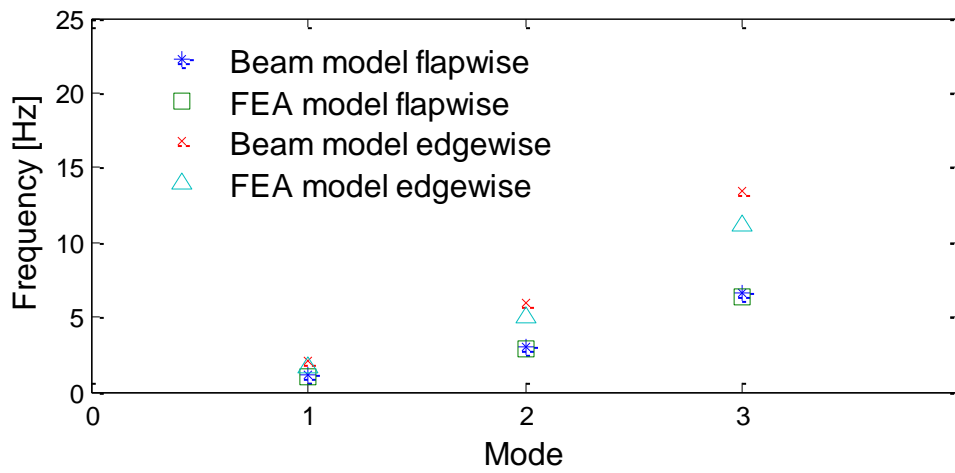 25
20
15
10
5
0
Frequency [Hz]
Beam model flapwise
FEA model flapwise
Beam model edgewise
FEA model edgewise
0 1 2 3
Mode